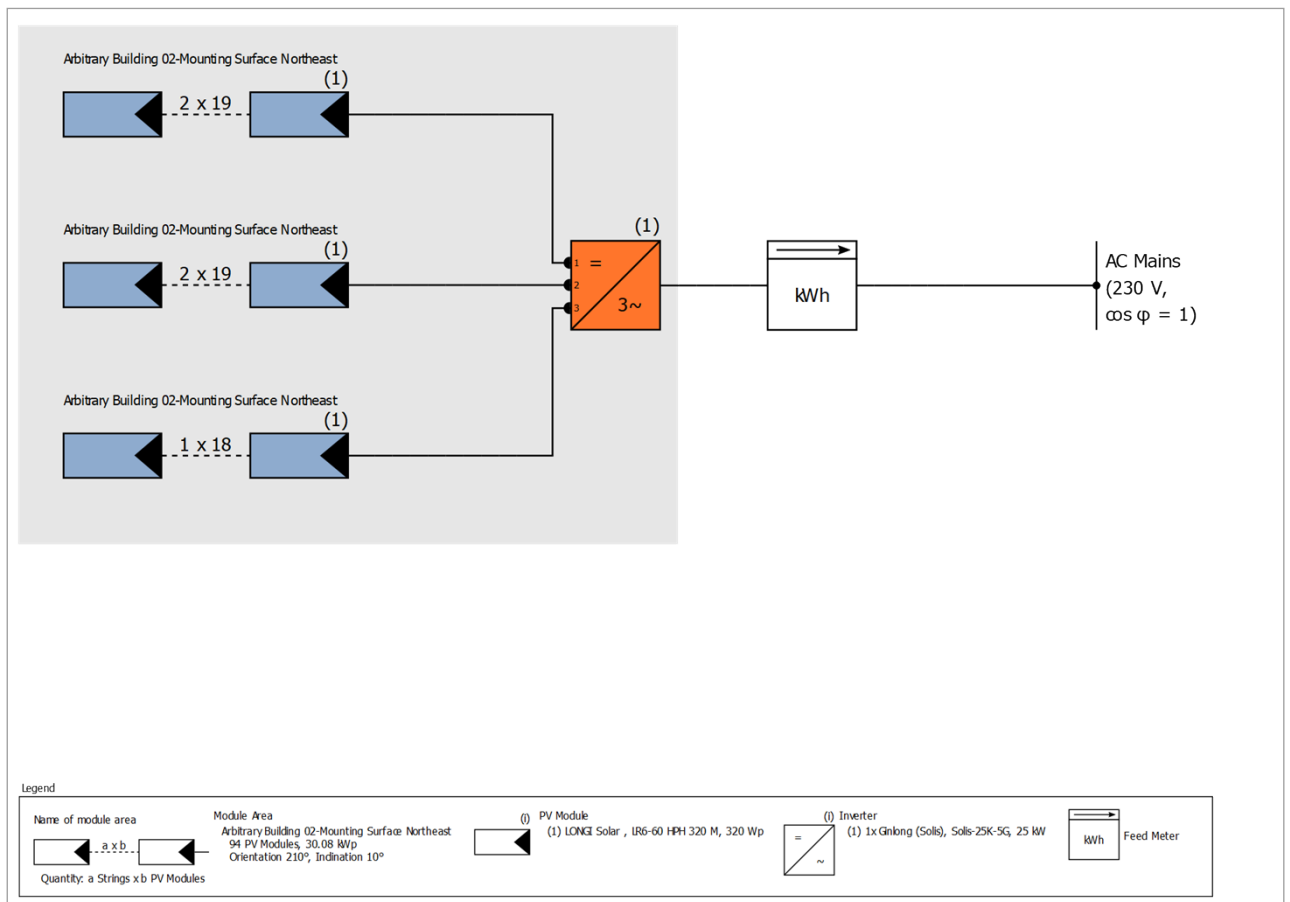 Arbitrary Building 02-Mounting Surface Northeast
(1)
2 x 19
Arbitrary Building 02-Mounting Surface Northeast
(1)
2 x 19
Arbitrary Building 02-Mounting Surface Northeast
(1)
1 x 18
(1)
1 =
2
3 3~
kWh
AC Mains
(230 V,
cos φ = 1)
Legend
Name of module area
a x b
Quantity: a Strings x b PV Modules
Module Area
Arbitrary Building 02-Mounting Surface Northeast
94 PV Modules, 30.08 kWp
Orientation 210°, Inclination 10°
(i) PV Module
(1) LONGI Solar , LR6-60 HPH 320 M, 320 Wp
(i) Inverter
= ~
(1) 1x Ginlong (Solis), Solis-25K-5G, 25 kW
kWh
Feed Meter